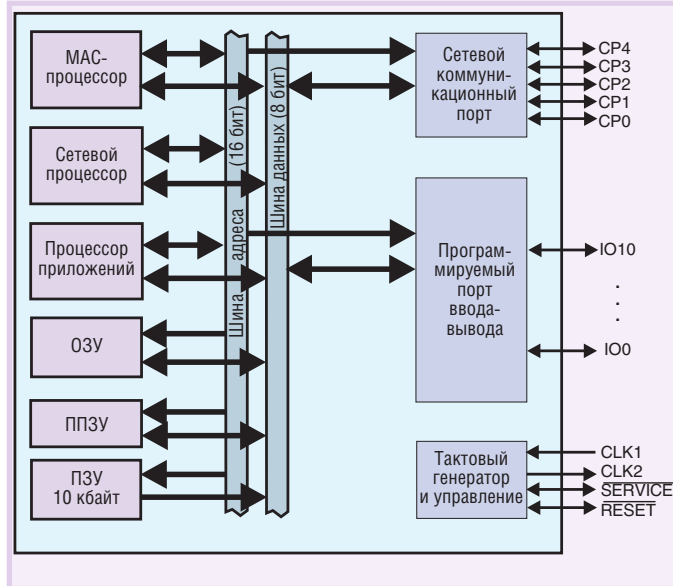 МАС-
процессор
Сетевой
процессор
Процессор
приложений
ОЗУ
ППЗУ
ПЗУ
10 кбайт
Шина адреса (16 бит)
Шина данных (8 бит)
Сетевой
коммуни-
кационный
порт
CP4
CP3
CP2
CP1
CP0
Програм-
мируемый
порт
ввода-
вывода
IO10
.
.
.
IO0
Тактовый
генератор
и управление
CLK1
CLK2
SERVICE
RESET